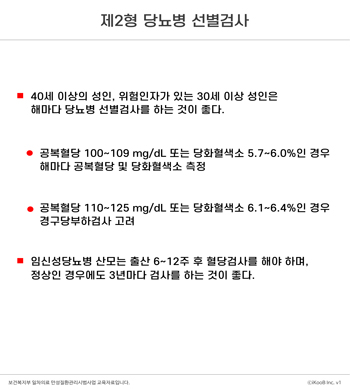 제2형 당뇨병 선별검사
40세 이상의 성인, 위험인자가 있는 30세 이상 성인은
해마다 당뇨병 선별검사를 하는 것이 좋다.
공복혈당 100~109 mg/dL 또는 당화혈색소 5.7~6.0%인 경우
해마다 공복혈당 및 당화혈색소 측정
공복혈당 110~125 mg/dL 또는 당화혈색소 6.1~6.4%인 경우
경구당부하검사 고려
임신성당뇨병 산모는 출산 6~12주 후 혈당검사를 해야 하며,
정상인 경우에도 3년마다 검사를 하는 것이 좋다.
보건복지부 일차의료 만성질환관리시범사업 교육자료입니다.
ⓒiKooB Inc. v1